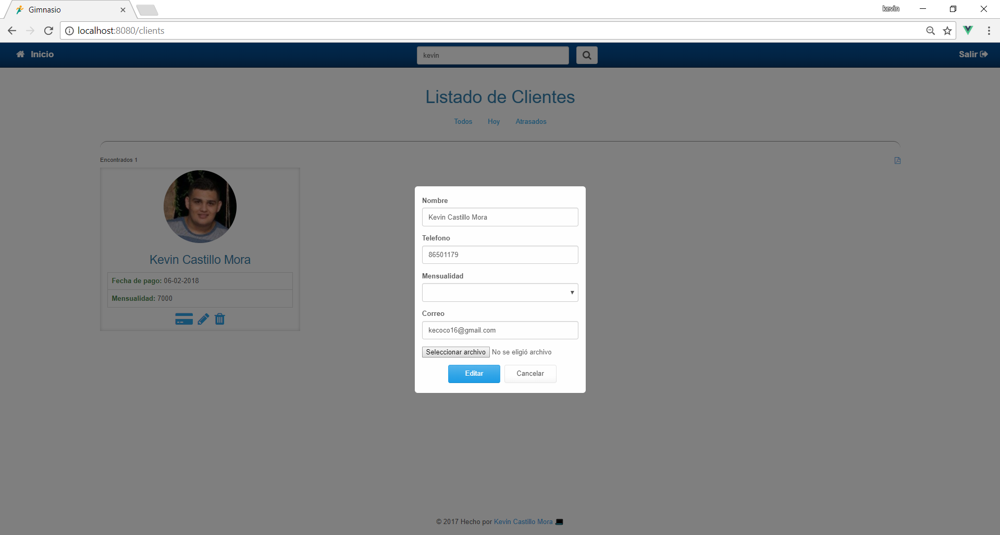 Gimnasio
kevin
localhost:8080/clients
Inicio
kevin
Salir
Listado de Clientes
Todos Hoy Atrasados
Encontrados 1
Kevin Castillo Mora
Fecha de pago: 06-02-2018
Mensualidad: 7000
Nombre
Kevin Castillo Mora
Telefono
86501179
Mensualidad
Correo
kecoco16@gmail.com
Seleccionar archivo No se eligió archivo
Editar Cancelar
© 2017 Hecho por Kevin Castillo Mora